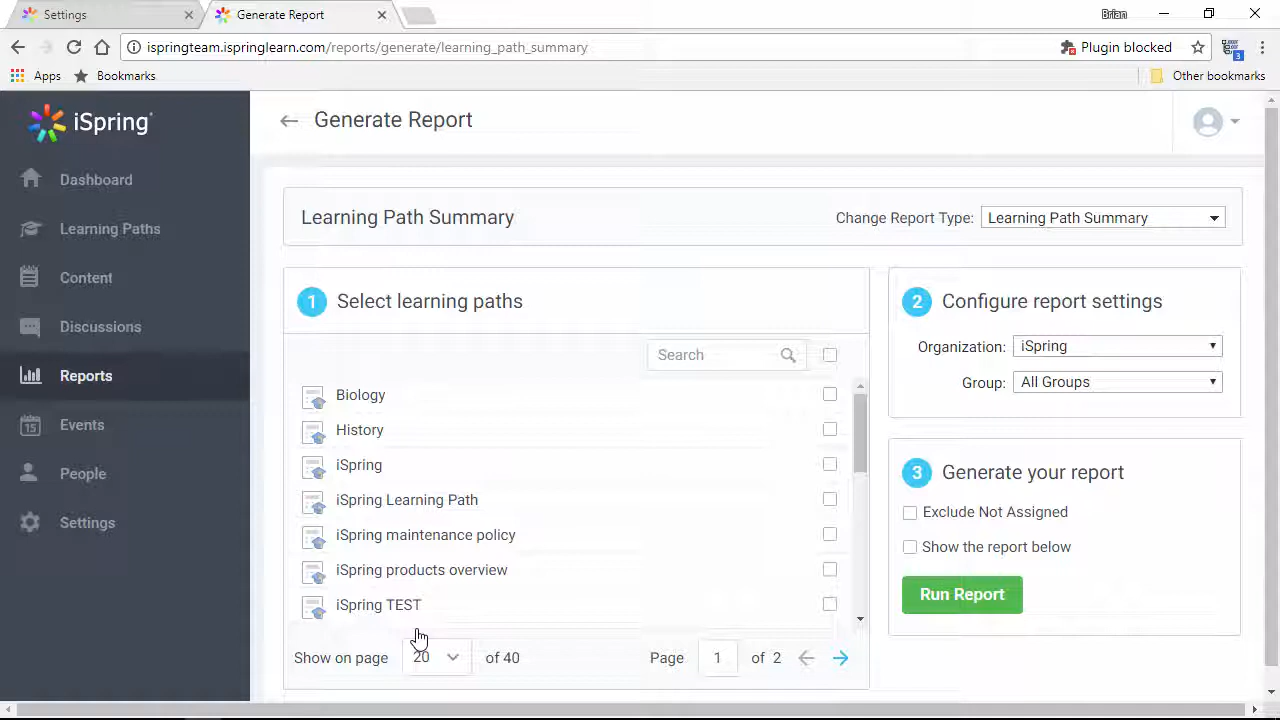 Settings
Generate Report
Brian
ispringteam.ispringlearn.com/reports/generate/learning_path_summary
Plugin blocked
3
Apps
Bookmarks
Other bookmarks
iSpring
Dashboard
Learning Paths
Content
Discussions
Reports
15
Events
People
Settings
Generate Report
Learning Path Summary
Change Report Type:
Learning Path Summary
1
Select learning paths
Search
Biology
History
iSpring
iSpring Learning Path
iSpring maintenance policy
iSpring products overview
iSpring TEST
Show on page 20 of 40
Page 1 of 2
2
Configure report settings
Organization: iSpring
Group: All Groups
3
Generate your report
Exclude Not Assigned
Show the report below
Run Report